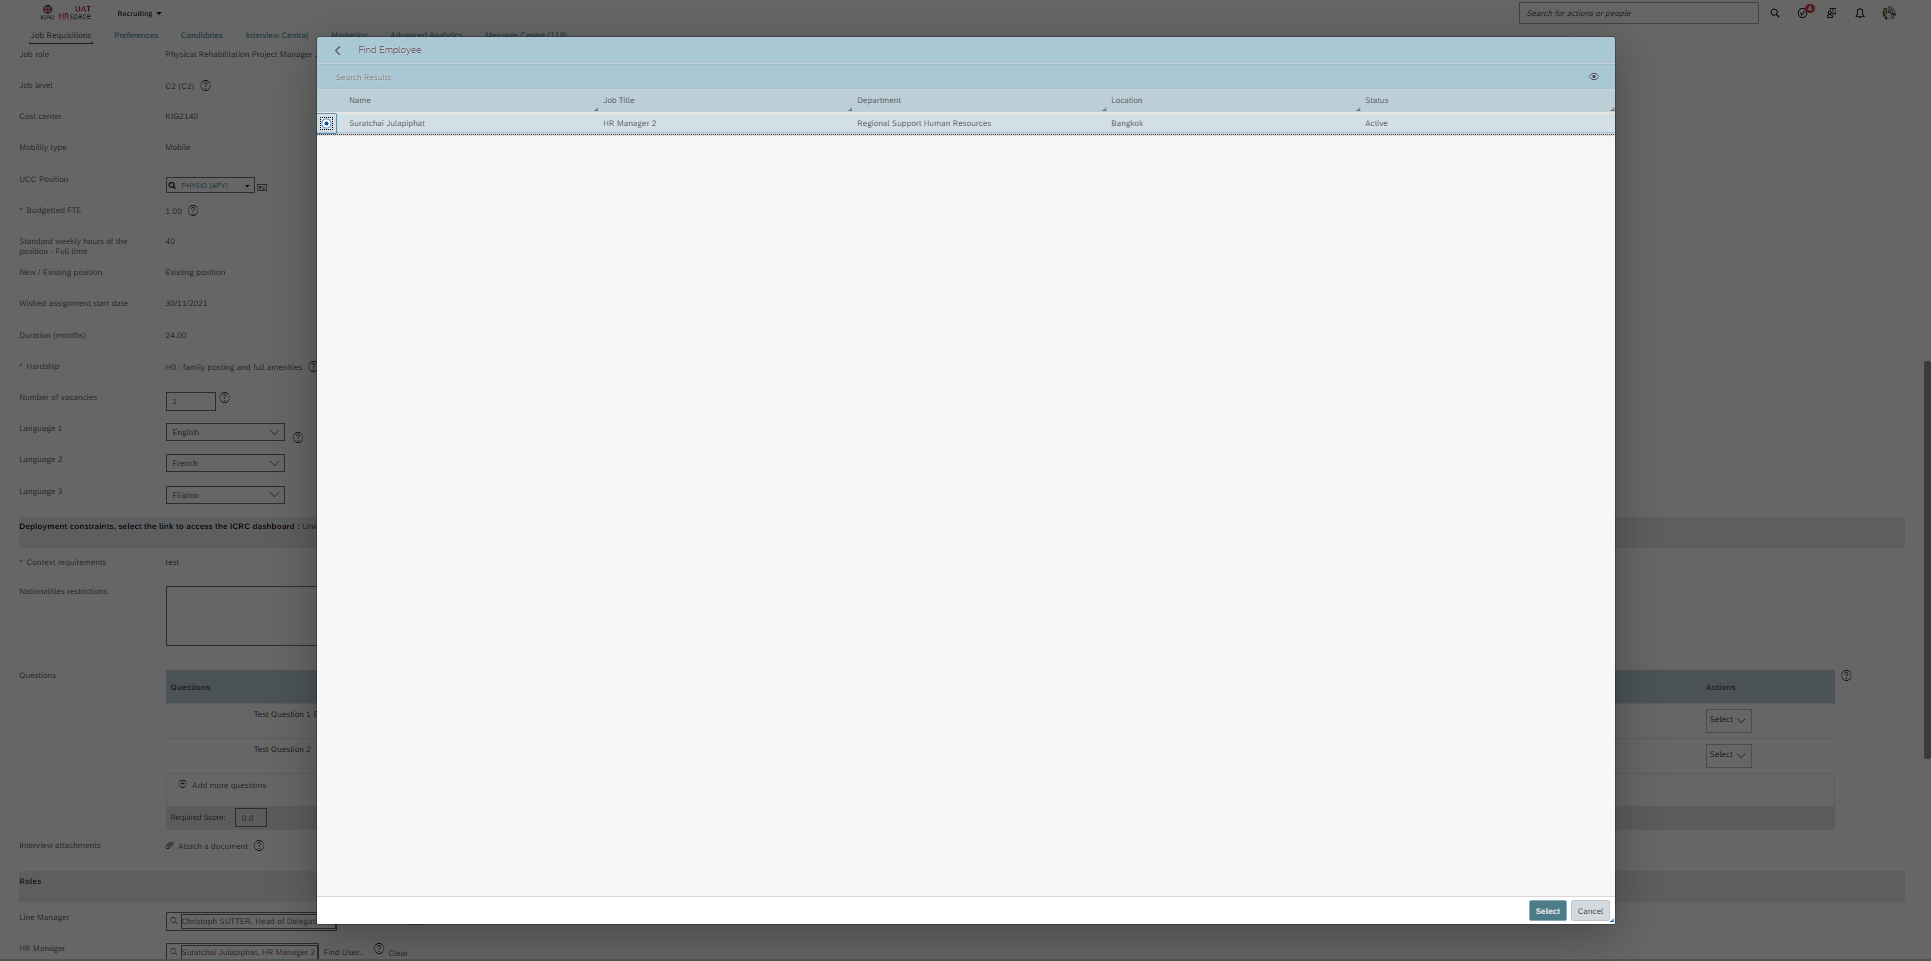 ICRC UAT HRspace
Recruiting
Search for actions or people
4
Job Requisitions Preferences Candidates Interview Central Marketing Advanced Analytics Message Centre (118)
Find Employee
Search Results
Name Job Title Department Location Status
Suratchai Julapiphat HR Manager 2 Regional Support Human Resources Bangkok Active
Job role Physical Rehabilitation Project Manager
Job level C2 (C2)
Cost center KIG2140
Mobility type Mobile
UCC Position PHYSIO (APY)
* Budgetted FTE 1.00
Standard weekly hours of the
position - Full time 40
New / Existing position Existing position
Wished assignment start date 30/11/2021
Duration (months) 24.00
* Hardship H0 : family posting and full amenities
Number of vacancies 1
Language 1 English
Language 2 French
Language 3 Filipino
Deployment constraints, select the link to access the ICRC dashboard : Link
* Context requirements test
Nationalities restrictions
Questions
Questions Actions
Test Question 1 Select
Test Question 2 Select
Add more questions
Required Score: 0.0
Interview attachments Attach a document
Roles
Line Manager Christoph SUTTER, Head of Delegat
HR Manager Suratchai Julapiphat, HR Manager 2 Find User... Clear
Select Cancel